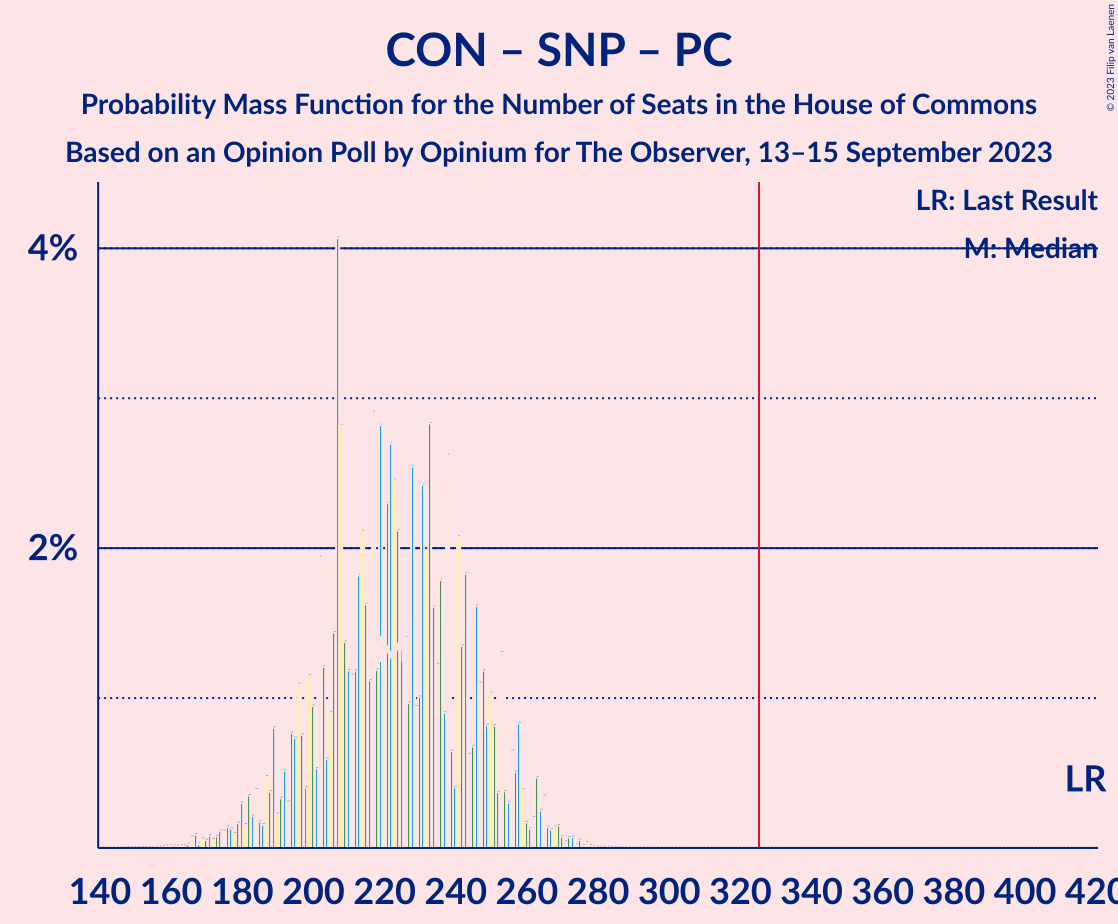 CON – SNP – PC
Probability Mass Function for the Number of Seats in the House of Commons
Based on an Opinion Poll by Opinium for The Observer, 13–15 September 2023
© 2023 Filip van Laenen
LR: Last Result
M: Median
4%
2%
LR
140 160 180 200 220 240 260 280 300 320 340 360 380 400 420